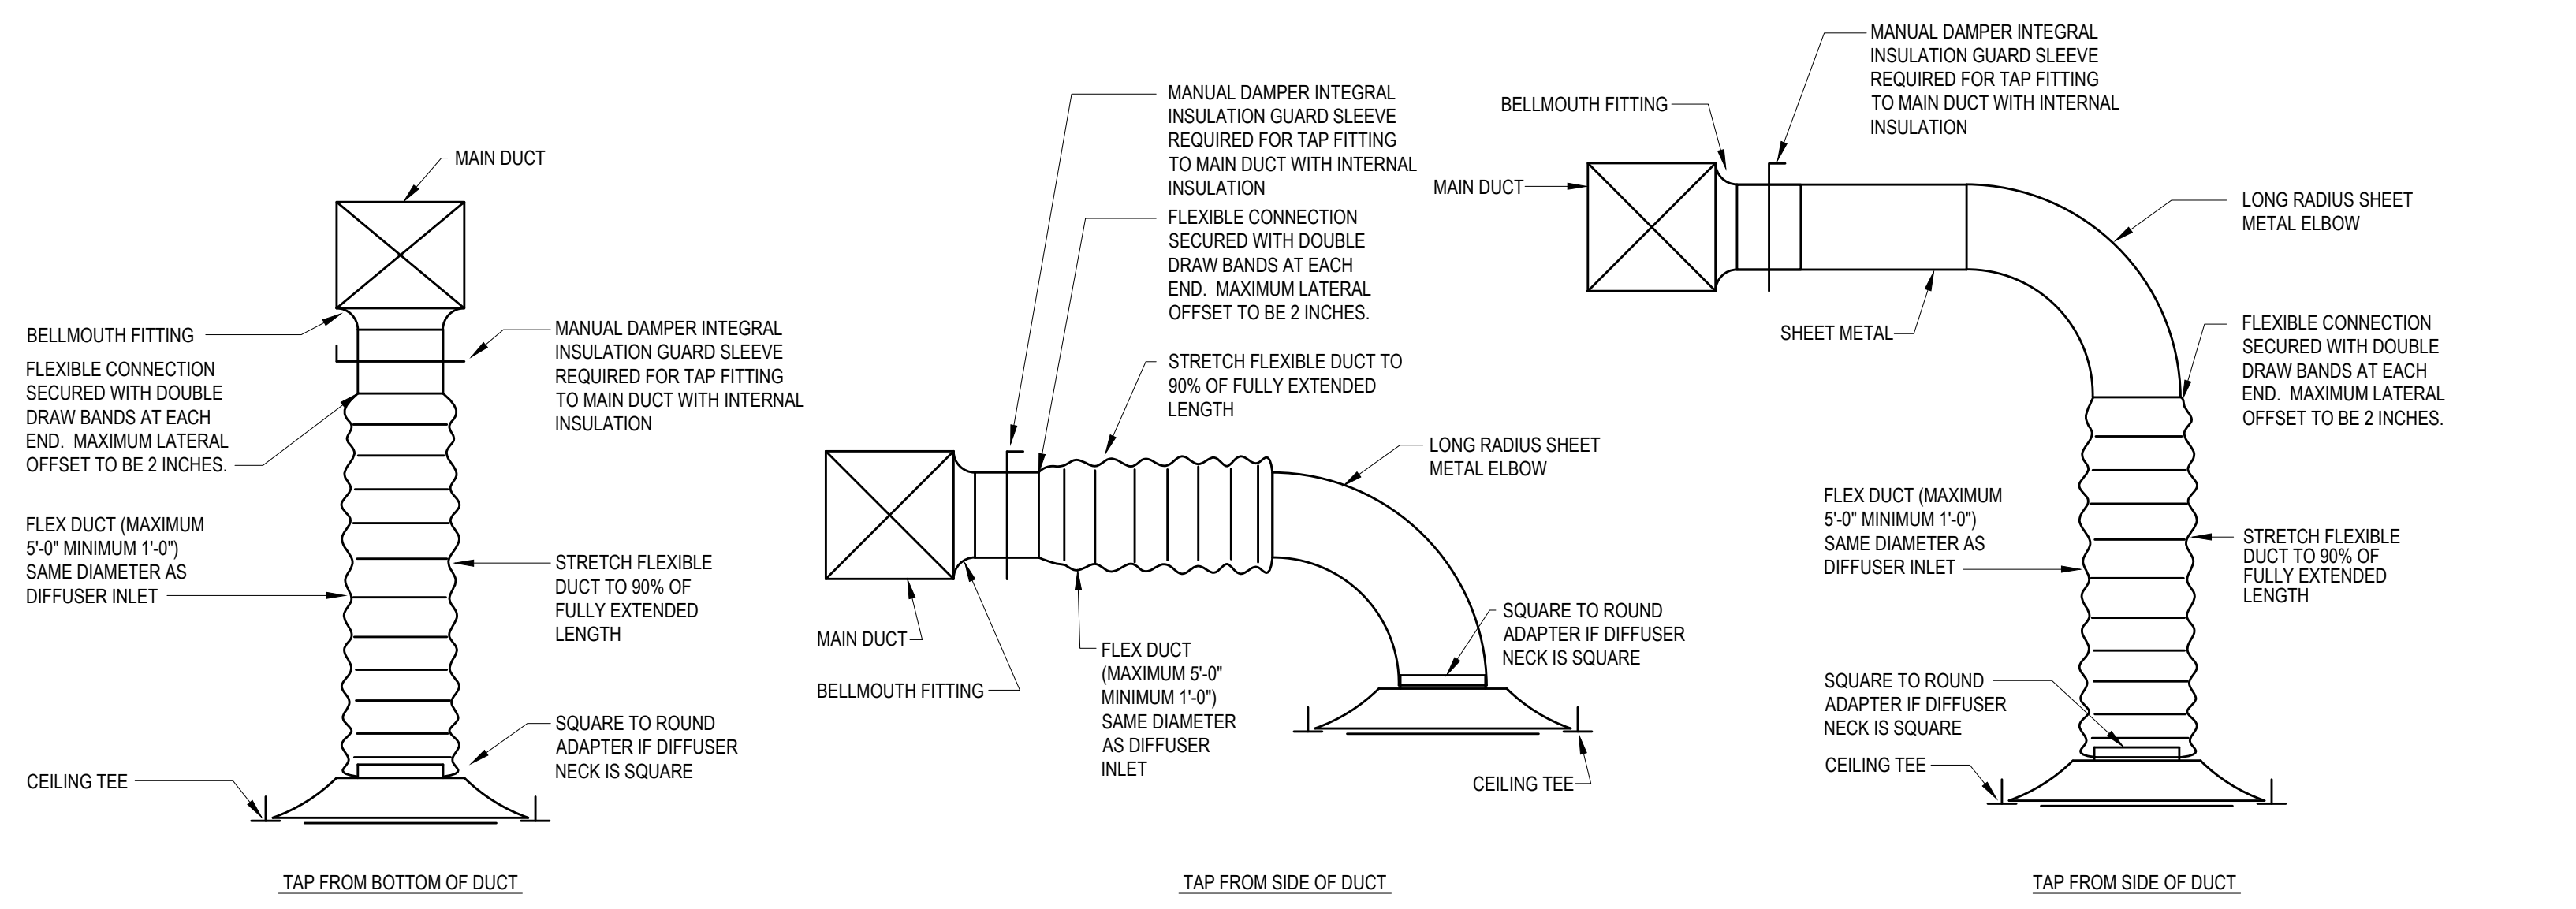 MAIN DUCT
BELLMOUTH FITTING
FLEXIBLE CONNECTION
SECURED WITH DOUBLE
DRAW BANDS AT EACH
END.  MAXIMUM LATERAL
OFFSET TO BE 2 INCHES.
MANUAL DAMPER INTEGRAL
INSULATION GUARD SLEEVE
REQUIRED FOR TAP FITTING
TO MAIN DUCT WITH INTERNAL
INSULATION
FLEX DUCT (MAXIMUM
5'-0" MINIMUM 1'-0")
SAME DIAMETER AS
DIFFUSER INLET
STRETCH FLEXIBLE
DUCT TO 90% OF
FULLY EXTENDED
LENGTH
SQUARE TO ROUND
ADAPTER IF DIFFUSER
NECK IS SQUARE
CEILING TEE
TAP FROM BOTTOM OF DUCT
MANUAL DAMPER INTEGRAL
INSULATION GUARD SLEEVE
REQUIRED FOR TAP FITTING
TO MAIN DUCT WITH INTERNAL
INSULATION
FLEXIBLE CONNECTION
SECURED WITH DOUBLE
DRAW BANDS AT EACH
END.  MAXIMUM LATERAL
OFFSET TO BE 2 INCHES.
STRETCH FLEXIBLE DUCT TO
90% OF FULLY EXTENDED
LENGTH
LONG RADIUS SHEET
METAL ELBOW
MAIN DUCT
BELLMOUTH FITTING
FLEX DUCT
(MAXIMUM 5'-0"
MINIMUM 1'-0")
SAME DIAMETER
AS DIFFUSER
INLET
SQUARE TO ROUND
ADAPTER IF DIFFUSER
NECK IS SQUARE
CEILING TEE
TAP FROM SIDE OF DUCT
MANUAL DAMPER INTEGRAL
INSULATION GUARD SLEEVE
REQUIRED FOR TAP FITTING
TO MAIN DUCT WITH INTERNAL
INSULATION
BELLMOUTH FITTING
MAIN DUCT
LONG RADIUS SHEET
METAL ELBOW
SHEET METAL
FLEXIBLE CONNECTION
SECURED WITH DOUBLE
DRAW BANDS AT EACH
END.  MAXIMUM LATERAL
OFFSET TO BE 2 INCHES.
FLEX DUCT (MAXIMUM
5'-0" MINIMUM 1'-0")
SAME DIAMETER AS
DIFFUSER INLET
STRETCH FLEXIBLE
DUCT TO 90% OF
FULLY EXTENDED
LENGTH
SQUARE TO ROUND
ADAPTER IF DIFFUSER
NECK IS SQUARE
CEILING TEE
TAP FROM SIDE OF DUCT